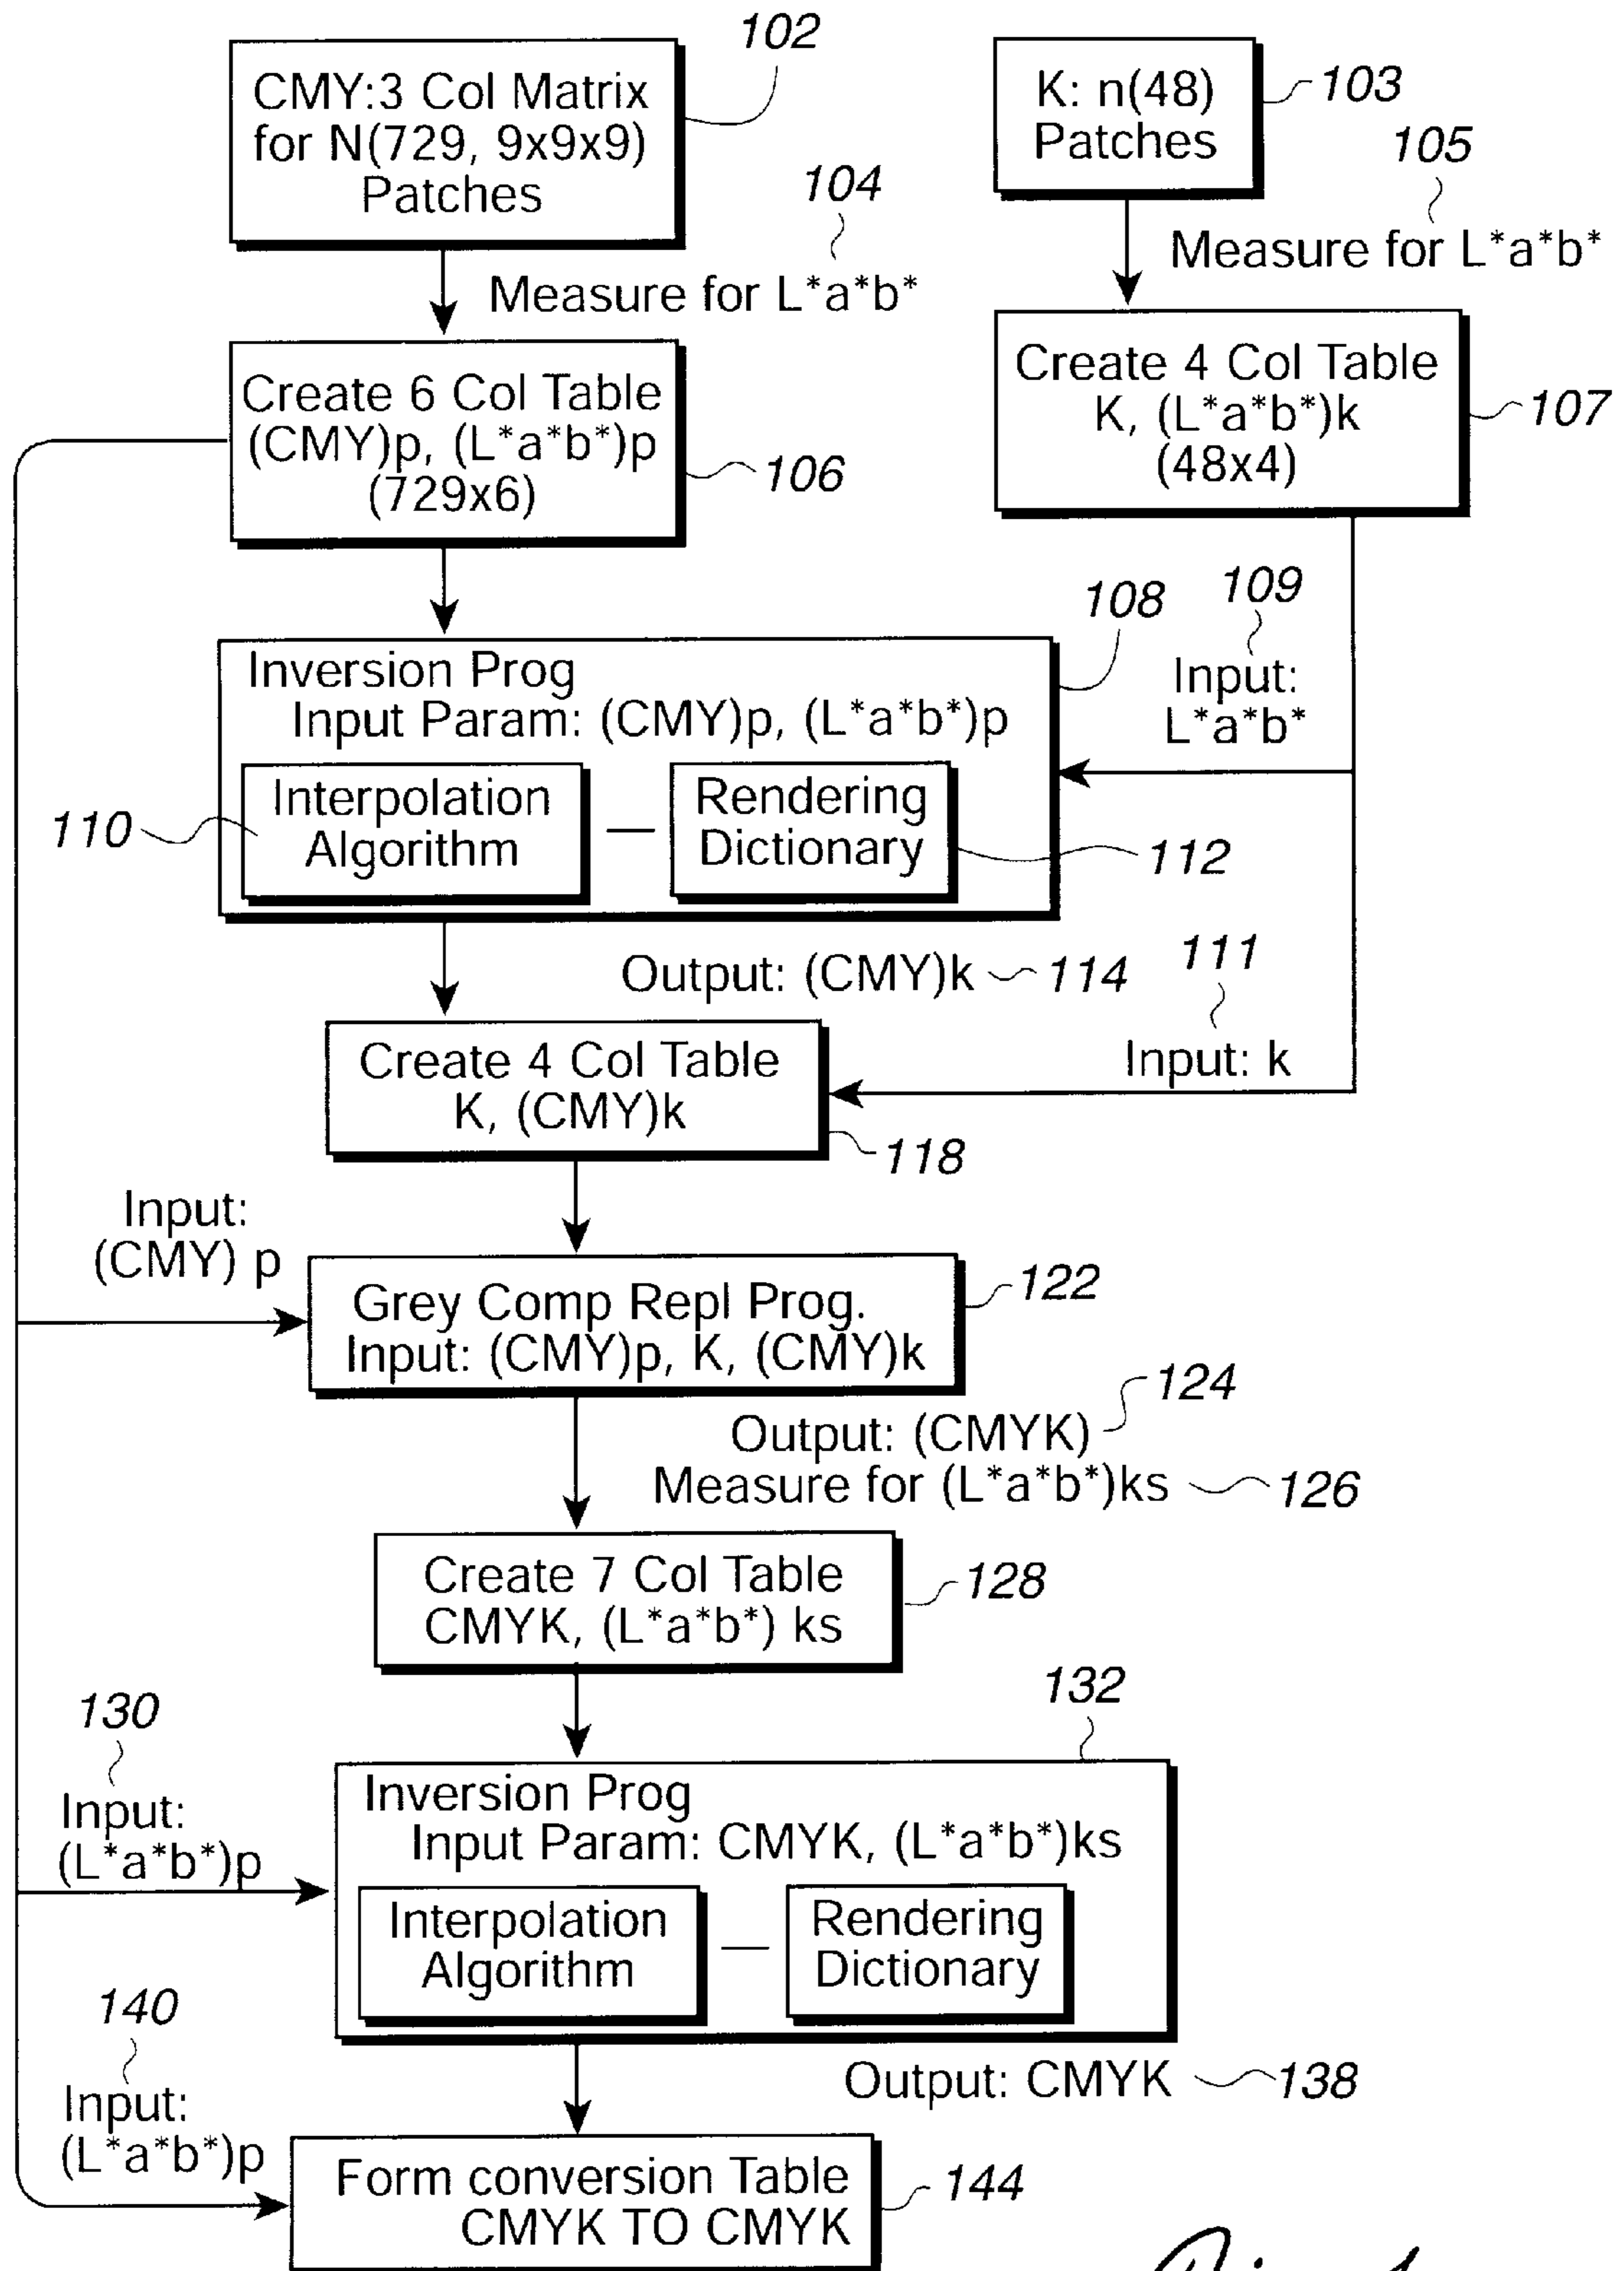 102
CMY:3 Col Matrix
for N(729, 9x9x9)
Patches
K: n(48)
Patches
103
104
Measure for L*a*b*
105
Measure for L*a*b*
Create 6 Col Table
(CMY)p, (L*a*b*)p
(729x6)
106
Create 4 Col Table
K, (L*a*b*)k
(48x4)
107
108
109
Input:
L*a*b*
Inversion Prog
Input Param: (CMY)p, (L*a*b*)p
110
Interpolation
Algorithm
Rendering
Dictionary
112
Output: (CMY)k
114
111
Input: k
Create 4 Col Table
K, (CMY)k
118
Input:
(CMY) p
Grey Comp Repl Prog.
Input: (CMY)p, K, (CMY)k
122
Output: (CMYK)
124
Measure for (L*a*b*)ks
126
Create 7 Col Table
CMYK, (L*a*b*) ks
128
130
Input:
(L*a*b*)p
132
Inversion Prog
Input Param: CMYK, (L*a*b*)ks
Interpolation
Algorithm
Rendering
Dictionary
Output: CMYK
138
140
Input:
(L*a*b*)p
Form conversion Table
CMYK TO CMYK
144